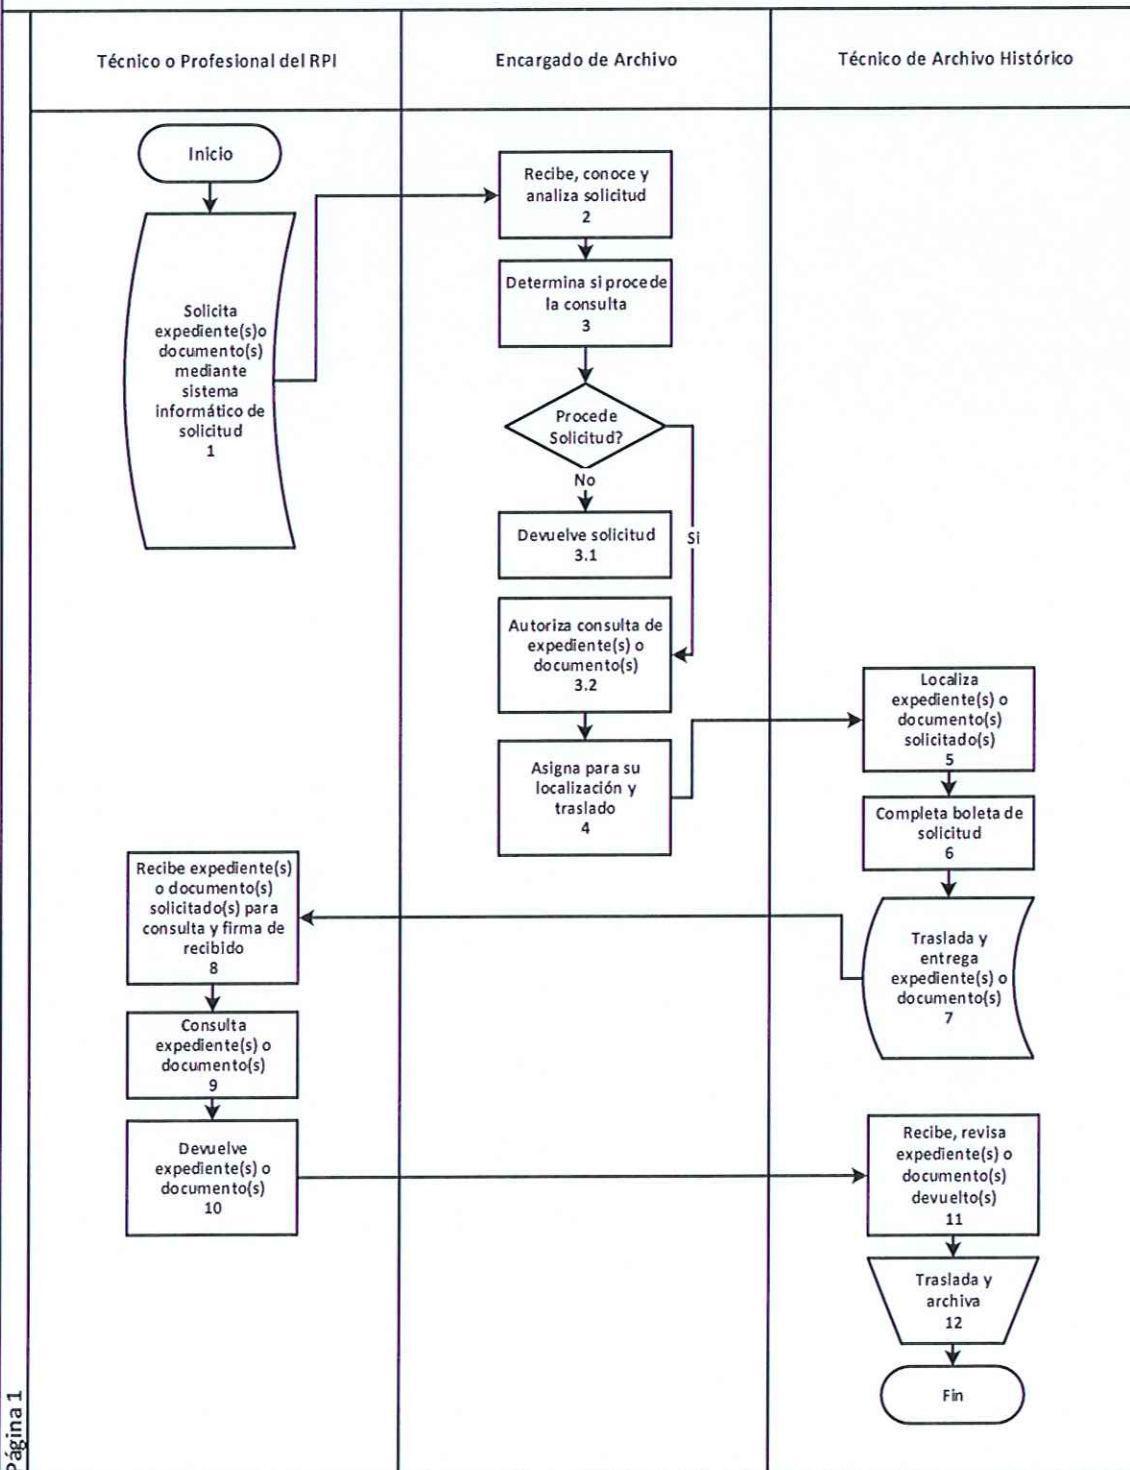 Técnico o Profesional del RPI
Encargado de Archivo
Técnico de Archivo Histórico
Inicio
Solicita
expediente(s)o
documento(s)
mediante
sistema
informático de
solicitud
1
Recibe, conoce y
analiza solicitud
2
Determina si procede
la consulta
3
Procede
Solicitud?
No
Si
Devuelve solicitud
3.1
Autoriza consulta de
expediente(s) o
documento(s)
3.2
Asigna para su
localización y
traslado
4
Localiza
expediente(s) o
documento(s)
solicitado(s)
5
Completa boleta de
solicitud
6
Traslada y
entrega
expediente(s) o
documento(s)
7
Recibe expediente(s)
o documento(s)
solicitado(s) para
consulta y firma de
recibido
8
Consulta
expediente(s) o
documento(s)
9
Devuelve
expediente(s) o
documento(s)
10
Recibe, revisa
expediente(s) o
documento(s)
devuelto(s)
11
Traslada y
archiva
12
Fin
Página 1